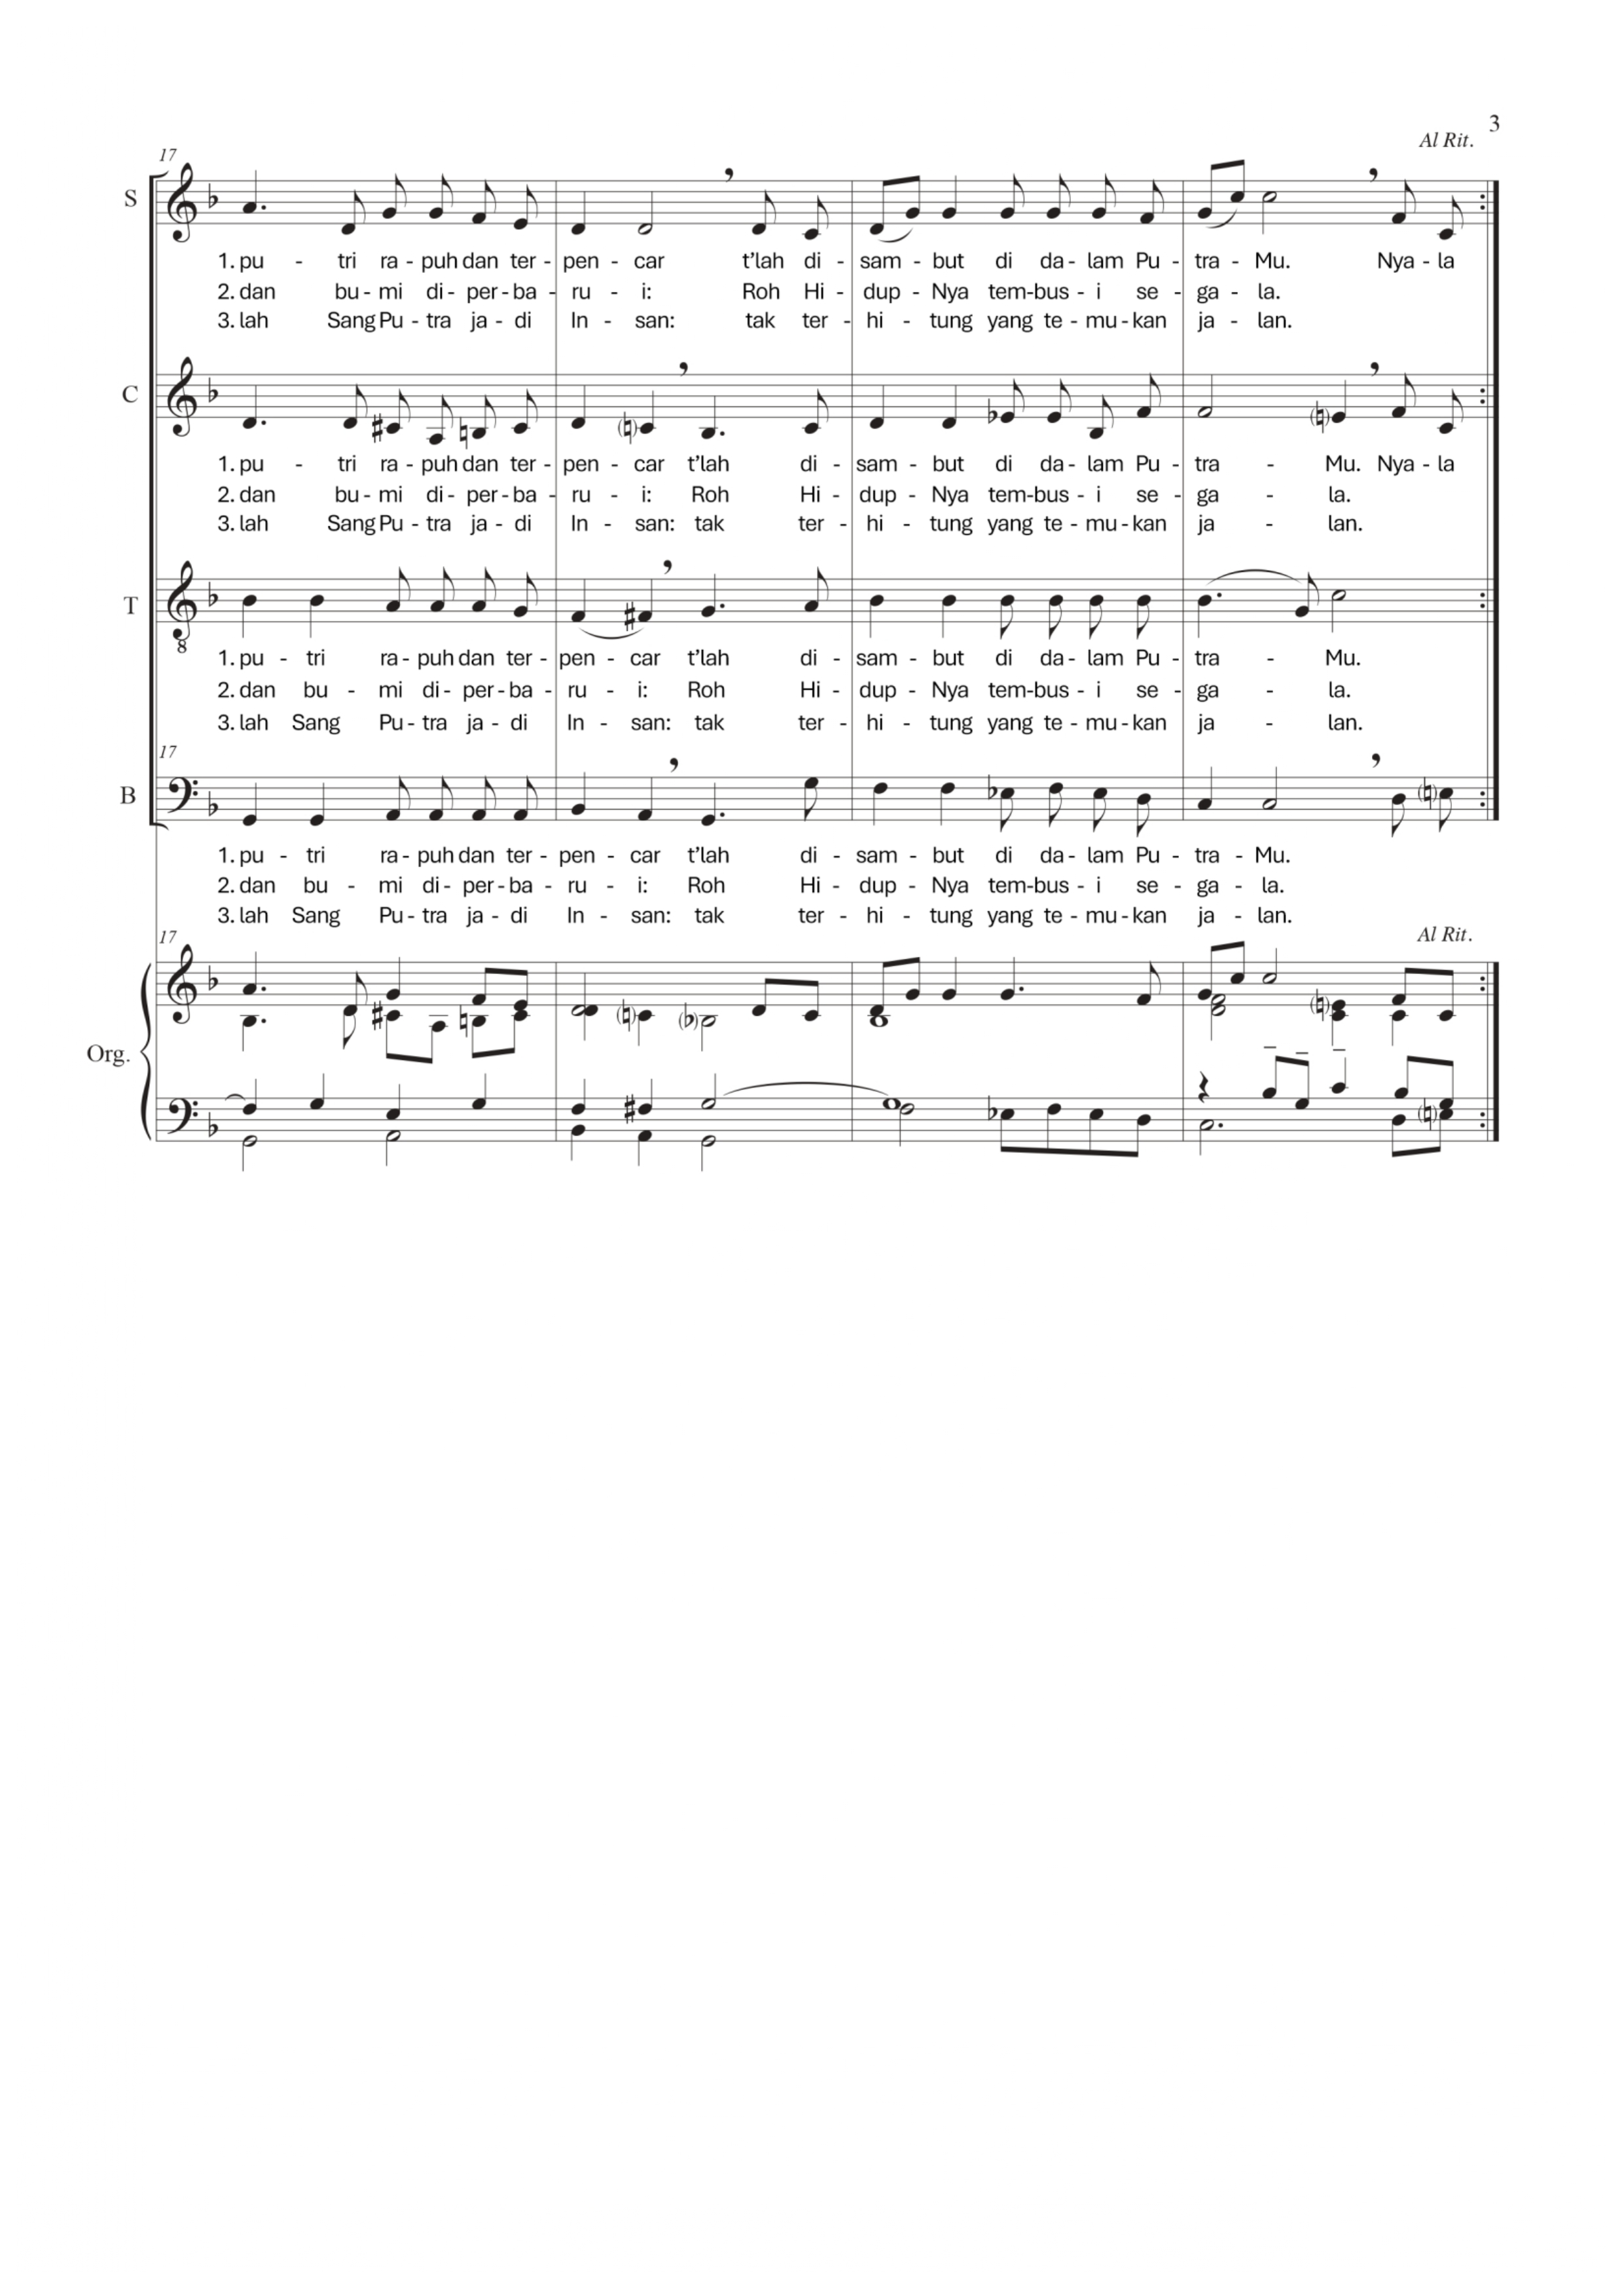 3
Al Rit.
17
S
1. pu - tri ra - puh dan ter - pen - car t'lah di - sam - but di da - lam Pu - tra - Mu. Nya - la
2. dan bu - mi di - per - ba - ru - i: Roh Hi - dup - Nya tem - bus - i se - ga - la.
3. lah Sang Pu - tra ja - di In - san: tak ter - hi - tung yang te - mu - kan ja - lan.
C
1. pu - tri ra - puh dan ter - pen - car t'lah di - sam - but di da - lam Pu - tra - Mu. Nya - la
2. dan bu - mi di - per - ba - ru - i: Roh Hi - dup - Nya tem - bus - i se - ga - la.
3. lah Sang Pu - tra ja - di In - san: tak ter - hi - tung yang te - mu - kan ja - lan.
T
8
1. pu - tri ra - puh dan ter - pen - car t'lah di - sam - but di da - lam Pu - tra - Mu.
2. dan bu - mi di - per - ba - ru - i: Roh Hi - dup - Nya tem - bus - i se - ga - la.
3. lah Sang Pu - tra ja - di In - san: tak ter - hi - tung yang te - mu - kan ja - lan.
17
B
1. pu - tri ra - puh dan ter - pen - car t'lah di - sam - but di da - lam Pu - tra - Mu.
2. dan bu - mi di - per - ba - ru - i: Roh Hi - dup - Nya tem - bus - i se - ga - la.
3. lah Sang Pu - tra ja - di In - san: tak ter - hi - tung yang te - mu - kan ja - lan.
17
Al Rit.
Org.